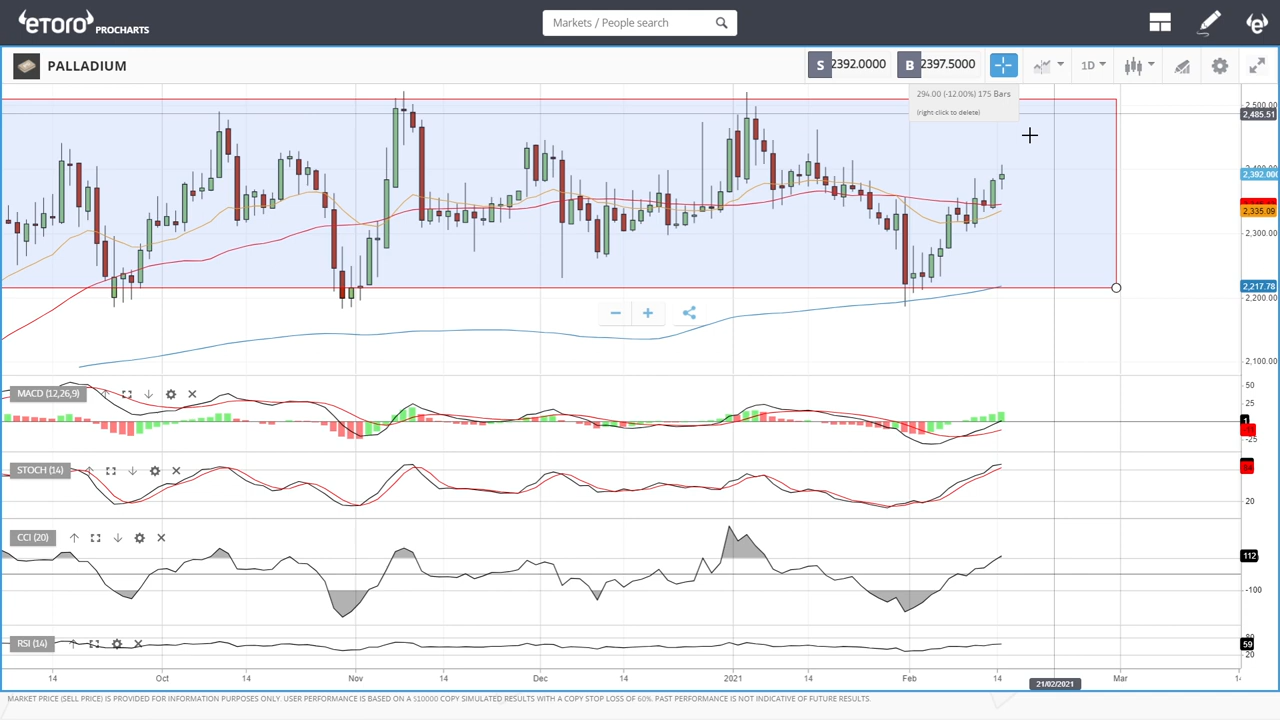 eToro PROCHARTS
Markets / People search
PALLADIUM
S 2392.0000 B 2397.5000 1D
294.00 (-12.00%) 175 Bars
(right click to delete)
2,500.00
2,485.51
2,392.000
2,335.09
2,300.00
2,217.78
2,200.00
2,100.00
MACD (12,26,9)
50
25
-25
STOCH (14)
84
20
CCI (20)
112
-100
RSI (14)
80
59
20
14 Oct 14 Nov 14 Dec 14 2021 14 Feb 14 Mar 14
21/02/2021
MARKET PRICE (SELL PRICE) IS PROVIDED FOR INFORMATION PURPOSES ONLY. USER PERFORMANCE IS BASED ON A $10000 COPY SIMULATED RESULTS WITH A COPY STOP LOSS OF 60%. PAST PERFORMANCE IS NOT INDICATIVE OF FUTURE RESULTS.